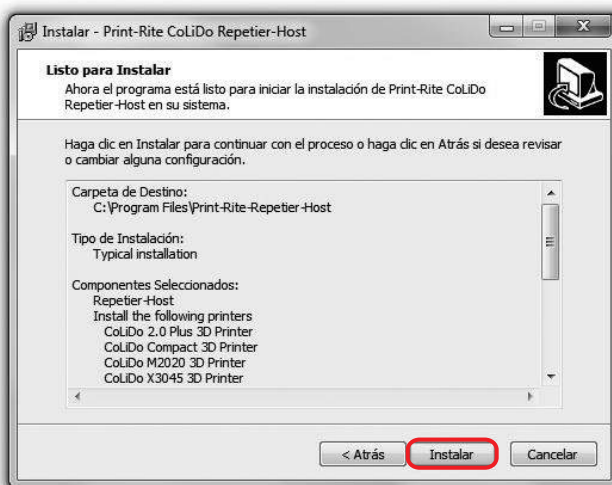 Instalar - Print-Rite CoLiDo Repetier-Host
Listo para Instalar
Ahora el programa está listo para iniciar la instalación de Print-Rite CoLiDo
Repetier-Host en su sistema.
Haga clic en Instalar para continuar con el proceso o haga clic en Atrás si desea revisar
o cambiar alguna configuración.
Carpeta de Destino:
C:\Program Files\Print-Rite-Repetier-Host
Tipo de Instalación:
Typical installation
Componentes Seleccionados:
Repetier-Host
Install the following printers
CoLiDo 2.0 Plus 3D Printer
CoLiDo Compact 3D Printer
CoLiDo M2020 3D Printer
CoLiDo X3045 3D Printer
< Atrás Instalar Cancelar